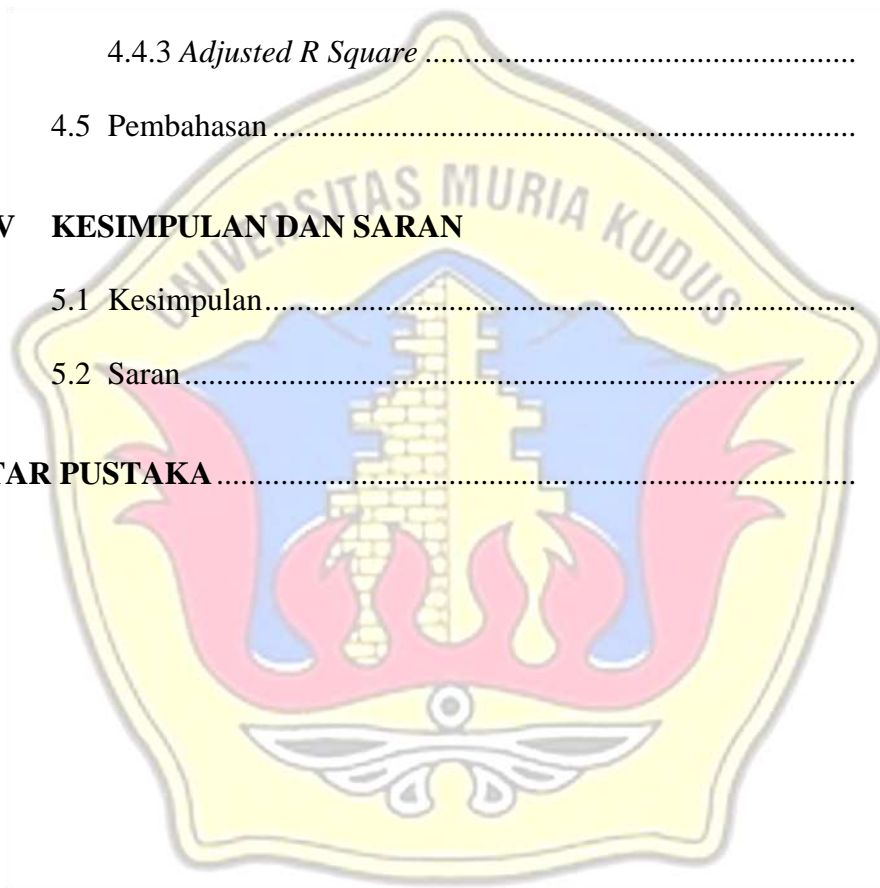 4.4.3 Adjusted R Square ......................................................
4.5 Pembahasan .........................................................................
UNIVERSITAS MURIA KUDUS
V KESIMPULAN DAN SARAN
5.1 Kesimpulan..........................................................................
5.2 Saran ....................................................................................
TAR PUSTAKA ................................................................................